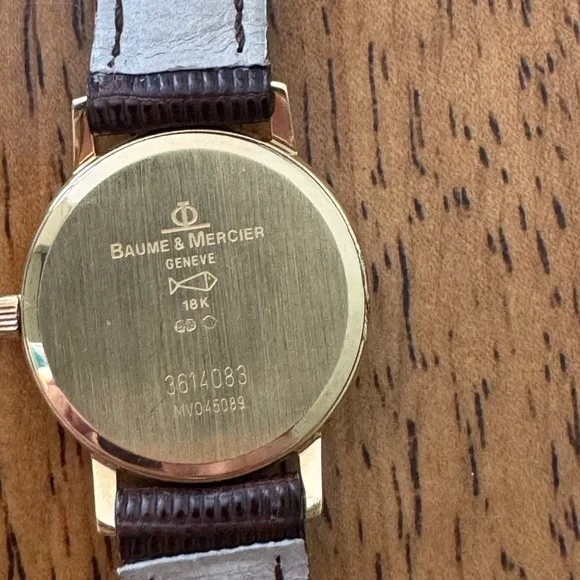 BAUME & MERCIER
GENEVE
18K
3614083
MV045089